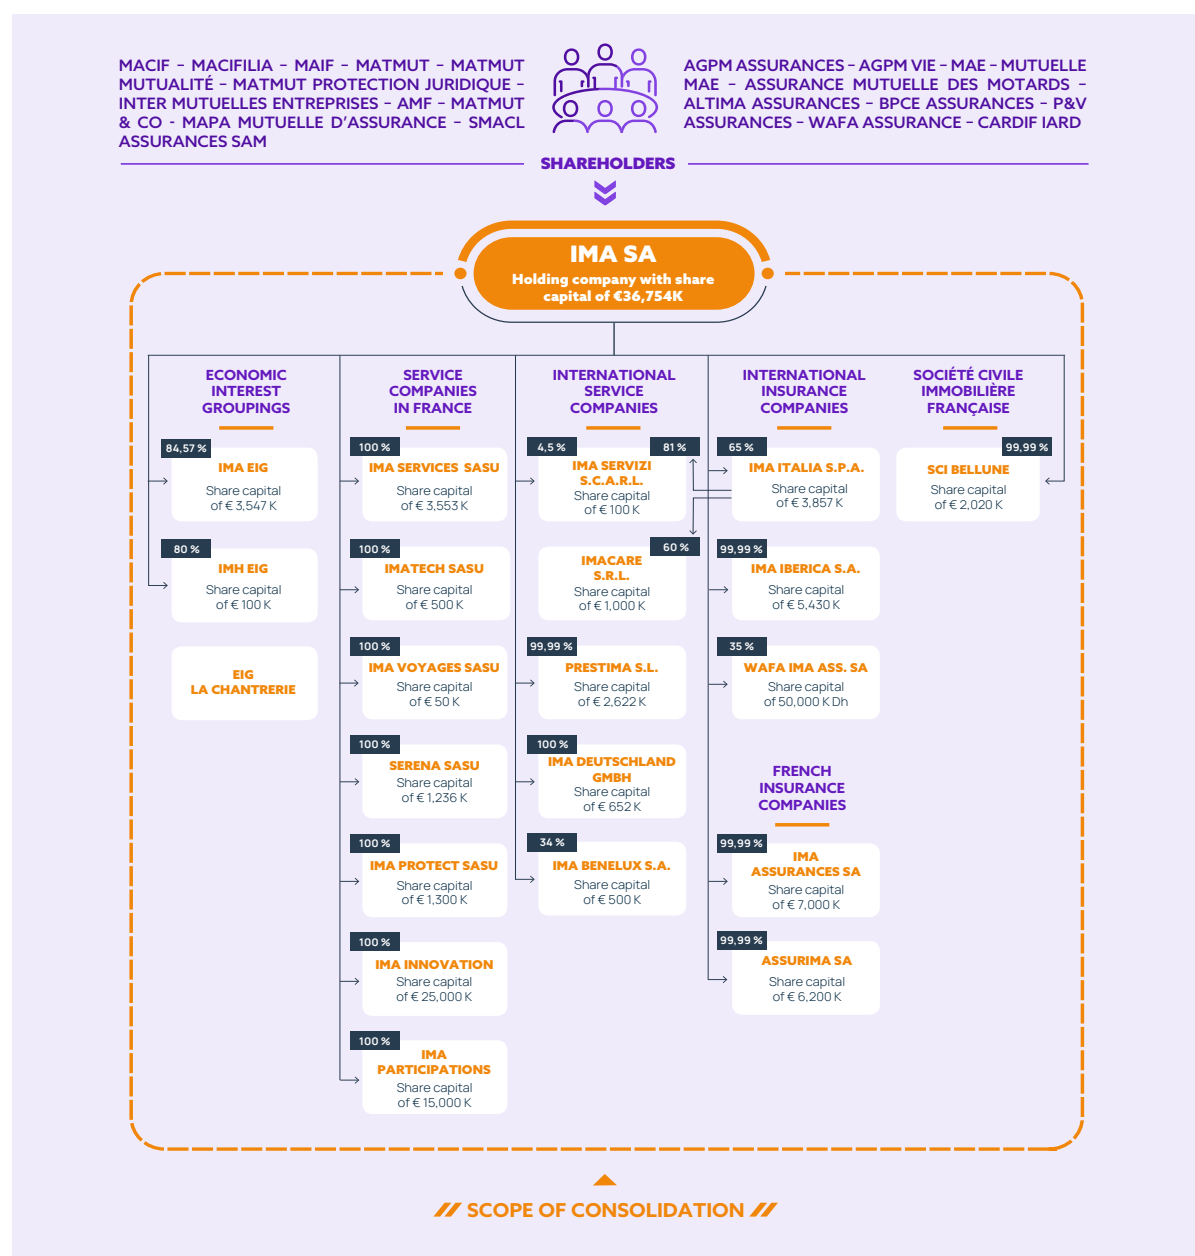 MACIF – MACIFILIA – MAIF – MATMUT – MATMUT
MUTUALITÉ – MATMUT PROTECTION JURIDIQUE –
INTER MUTUELLES ENTREPRISES – AMF – MATMUT
& CO - MAPA MUTUELLE D'ASSURANCE – SMACL
ASSURANCES SAM
AGPM ASSURANCES – AGPM VIE – MAE – MUTUELLE
MAE – ASSURANCE MUTUELLE DES MOTARDS –
ALTIMA ASSURANCES – BPCE ASSURANCES – P&V
ASSURANCES – WAFA ASSURANCE – CARDIF IARD
SHAREHOLDERS
IMA SA
Holding company with share
capital of €36,754K
ECONOMIC
INTEREST
GROUPINGS
84,57 %
IMA EIG
Share capital
of € 3,547 K
80 %
IMH EIG
Share capital
of € 100 K
EIG
LA CHANTRERIE
SERVICE
COMPANIES
IN FRANCE
100 %
IMA SERVICES SASU
Share capital
of € 3,553 K
100 %
IMATECH SASU
Share capital
of € 500 K
100 %
IMA VOYAGES SASU
Share capital
of € 50 K
100 %
SERENA SASU
Share capital
of € 1,236 K
100 %
IMA PROTECT SASU
Share capital
of € 1,300 K
100 %
IMA INNOVATION
Share capital
of € 25,000 K
100 %
IMA
PARTICIPATIONS
Share capital
of € 15,000 K
INTERNATIONAL
SERVICE
COMPANIES
4,5 %
81 %
IMA SERVIZI
S.C.A.R.L.
Share capital
of € 100 K
60 %
IMACARE
S.R.L.
Share capital
of € 1,000 K
99,99 %
PRESTIMA S.L.
Share capital
of € 2,622 K
100 %
IMA DEUTSCHLAND
GMBH
Share capital
of € 652 K
34 %
IMA BENELUX S.A.
Share capital
of € 500 K
INTERNATIONAL
INSURANCE
COMPANIES
65 %
IMA ITALIA S.P.A.
Share capital
of € 3,857 K
99,99 %
IMA IBERICA S.A.
Share capital
of € 5,430 K
35 %
WAFA IMA ASS. SA
Share capital
of 50,000 K Dh
FRENCH
INSURANCE
COMPANIES
99,99 %
IMA
ASSURANCES SA
Share capital
of € 7,000 K
99,99 %
ASSURIMA SA
Share capital
of € 6,200 K
SOCIÉTÉ CIVILE
IMMOBILIÈRE
FRANÇAISE
99,99 %
SCI BELLUNE
Share capital
of € 2,020 K
// SCOPE OF CONSOLIDATION //